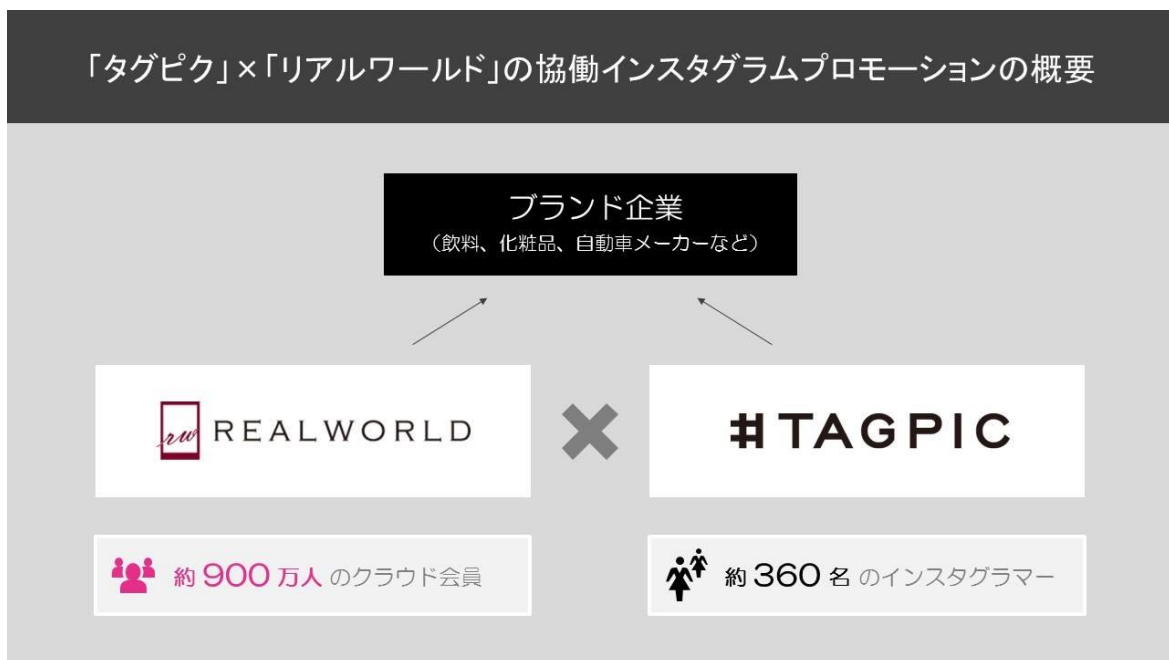 「タグピク」×「リアルワールド」の協働インスタグラムプロモーションの概要
ブランド企業
(飲料、化粧品、自動車メーカーなど)
rw REALWORLD
#TAGPIC
約900万人のクラウド会員
約360名のインスタグラマー